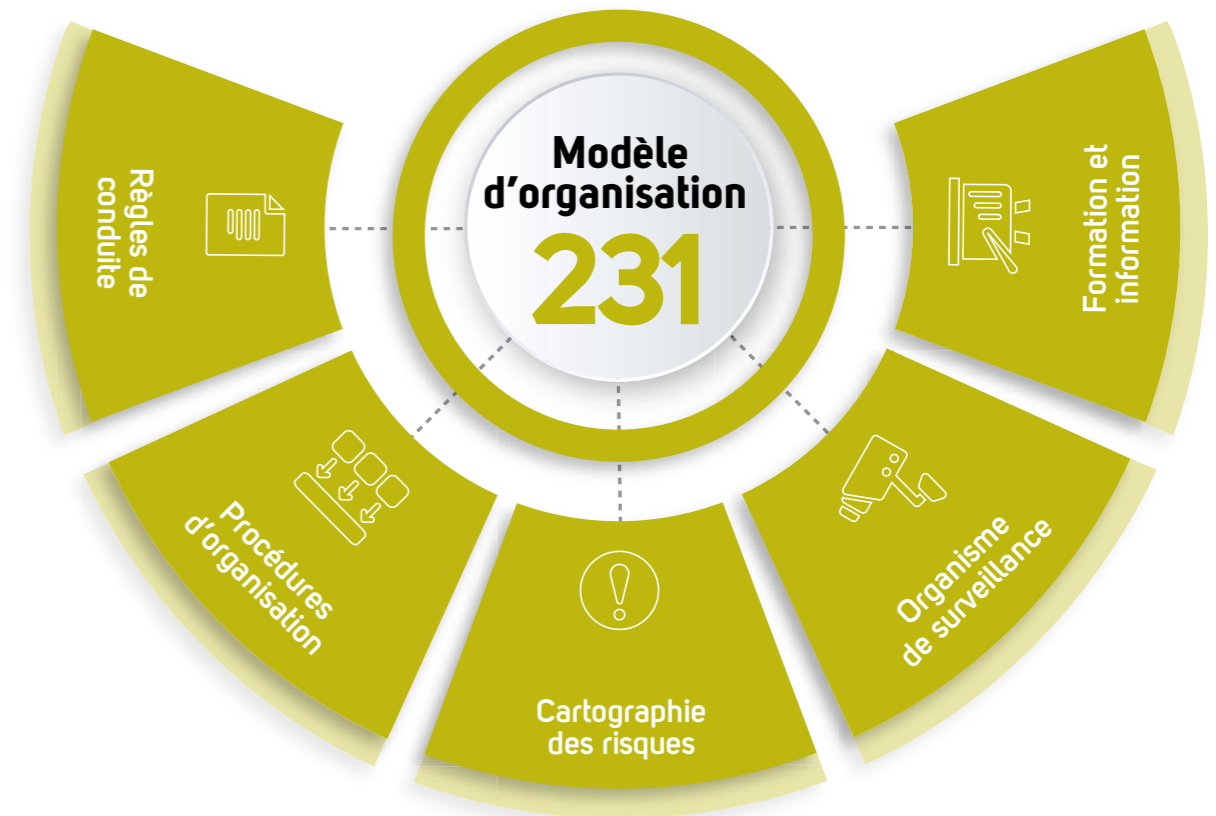 Modèle
d'organisation
231
Règles de
conduite
Procédures
d'organisation
Cartographie
des risques
Organisme
de surveillance
Formation et
information